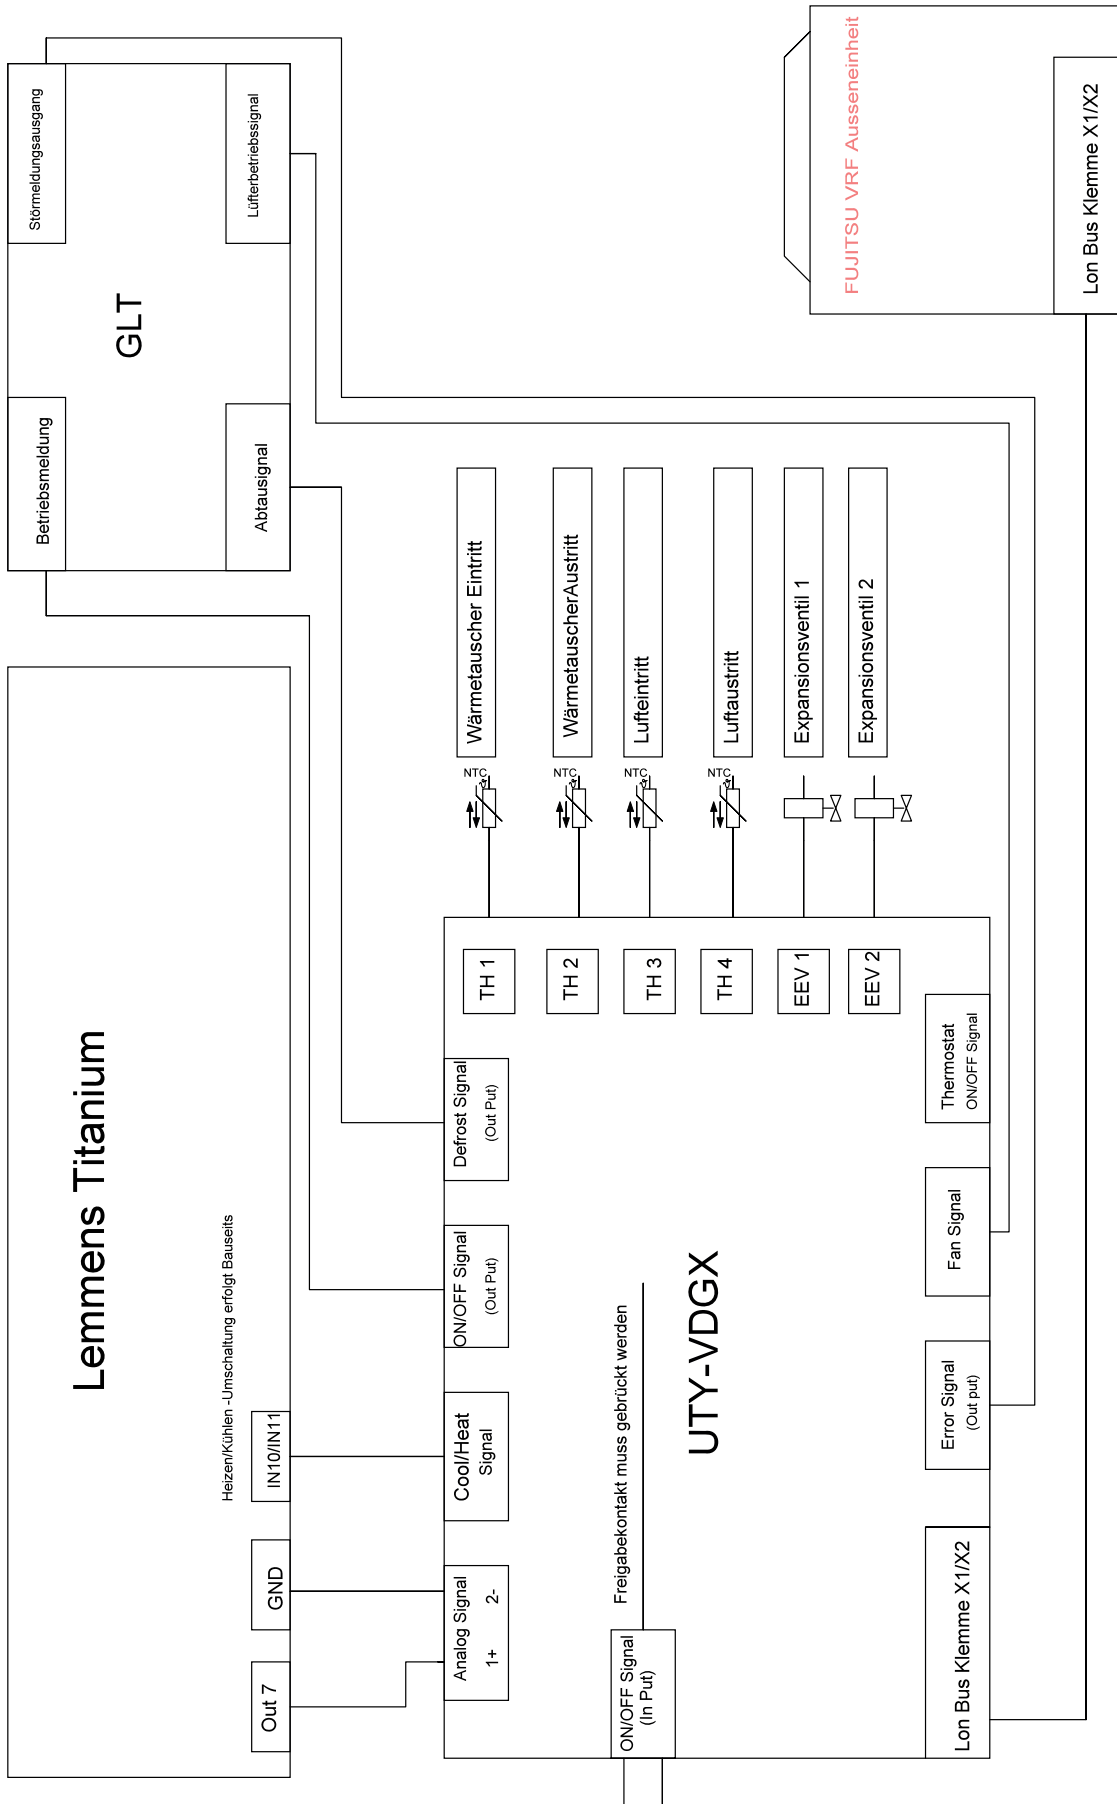 Lemmens Titanium
Heizen/Kühlen -Umschaltung erfolgt Bauseits
Out 7
GND
IN10/IN11
GLT
Betriebsmeldung
Störmeldungsausgang
Abtausignal
Lüfterbetriebssignal
Analog Signal
1+ 2-
Cool/Heat
Signal
ON/OFF Signal
(Out Put)
Defrost Signal
(Out Put)
TH 1
TH 2
TH 3
TH 4
EEV 1
EEV 2
NTC
ϑ
Wärmetauscher Eintritt
NTC
ϑ
WärmetauscherAustritt
NTC
ϑ
Lufteintritt
NTC
ϑ
Luftaustritt
Expansionsventil 1
Expansionsventil 2
ON/OFF Signal
(In Put)
Freigabekontakt muss gebrückt werden
UTY-VDGX
Lon Bus Klemme X1/X2
Error Signal
(Out put)
Fan Signal
Thermostat
ON/OFF Signal
FUJITSU VRF Ausseneinheit
Lon Bus Klemme X1/X2